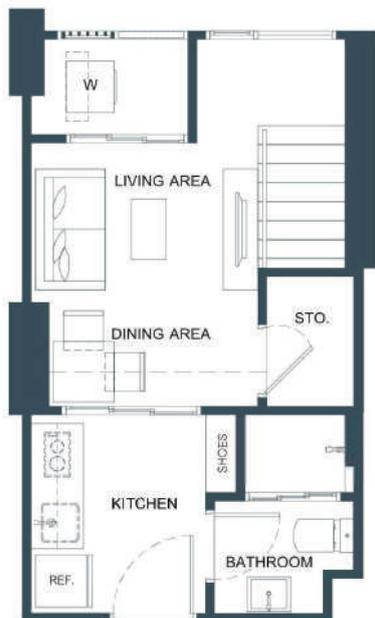 W
LIVING AREA
STO.
DINING AREA
SHOES
KITCHEN
BATHROOM
REF.